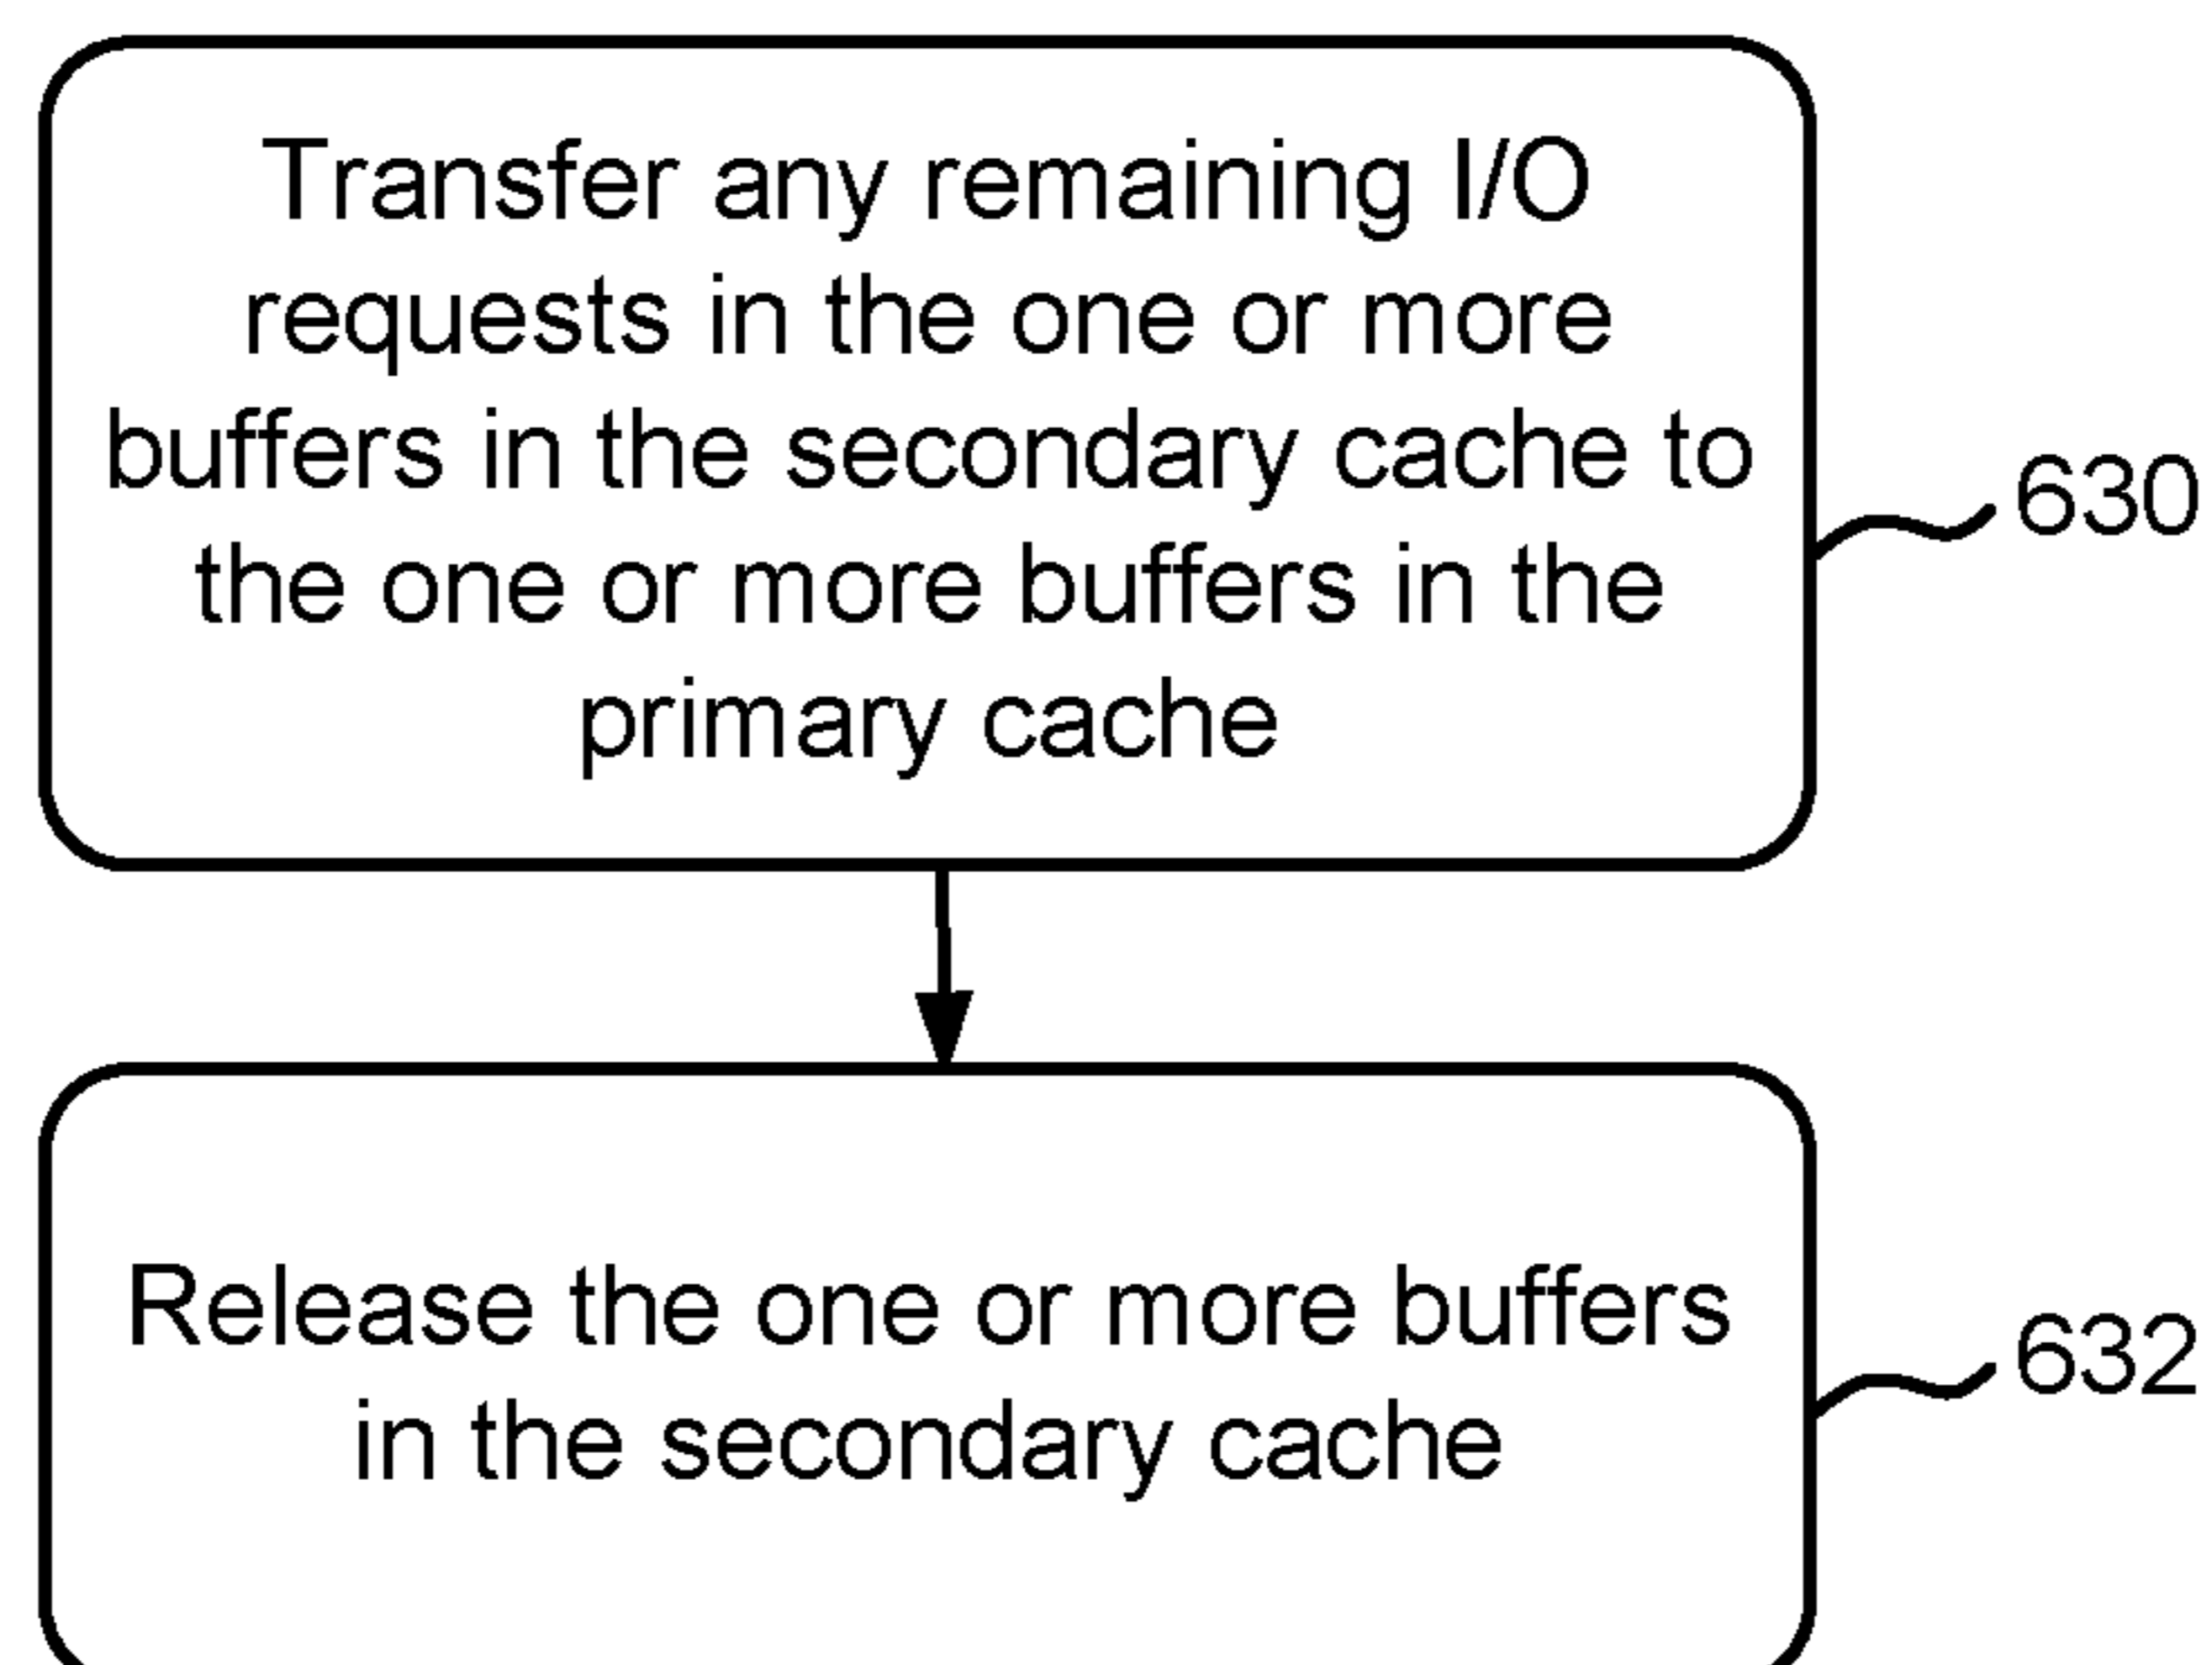 Transfer any remaining I/O
requests in the one or more
buffers in the secondary cache to
the one or more buffers in the
primary cache
630
Release the one or more buffers
in the secondary cache
632